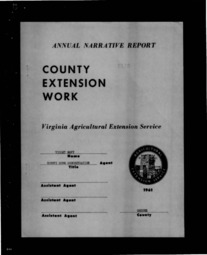 ANNUAL NARRATIVE REPORT
COUNTY
EXTENSION
WORK
Virginia Agricultural Extension Service
Name
Agent
Title
Assistant Agent
1961
Assistant Agent
Assistant Agent
County